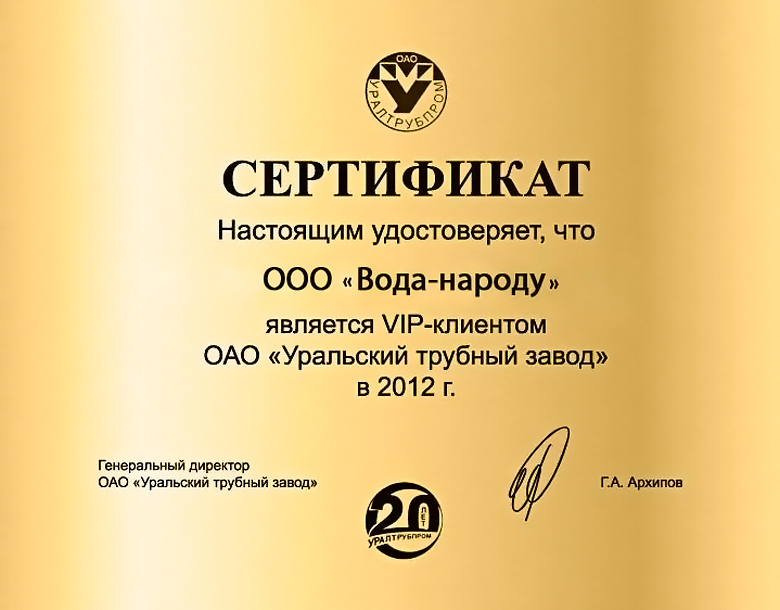 ОАО
УРАЛТРУБПРОМ
СЕРТИФИКАТ
Настоящим удостоверяет, что
ООО «Вода-народу»
является VIP-клиентом
ОАО «Уральский трубный завод»
в 2012 г.
Генеральный директор
ОАО «Уральский трубный завод»
Г.А. Архипов
20 ЛЕТ
УРАЛТРУБПРОМ